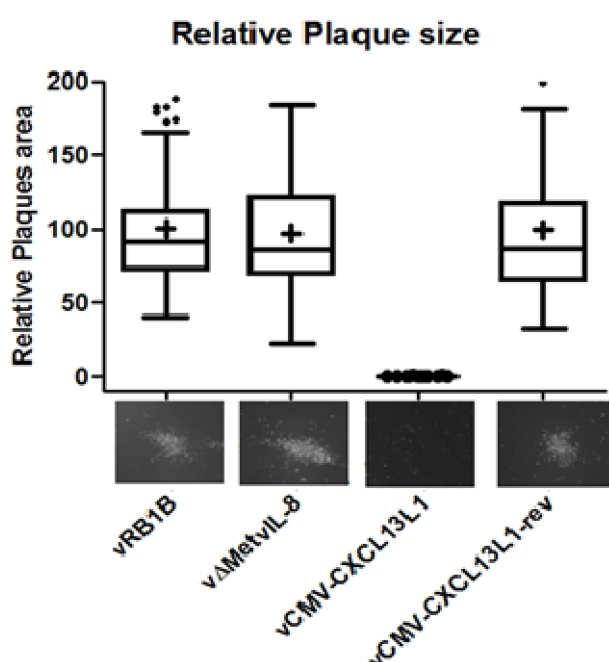 Relative Plaque size
Relative Plaques area
200
150
100
50
0
vRB1B
vΔMetvIL-8
vCMV-CXCL13L1
vCMV-CXCL13L1-rev